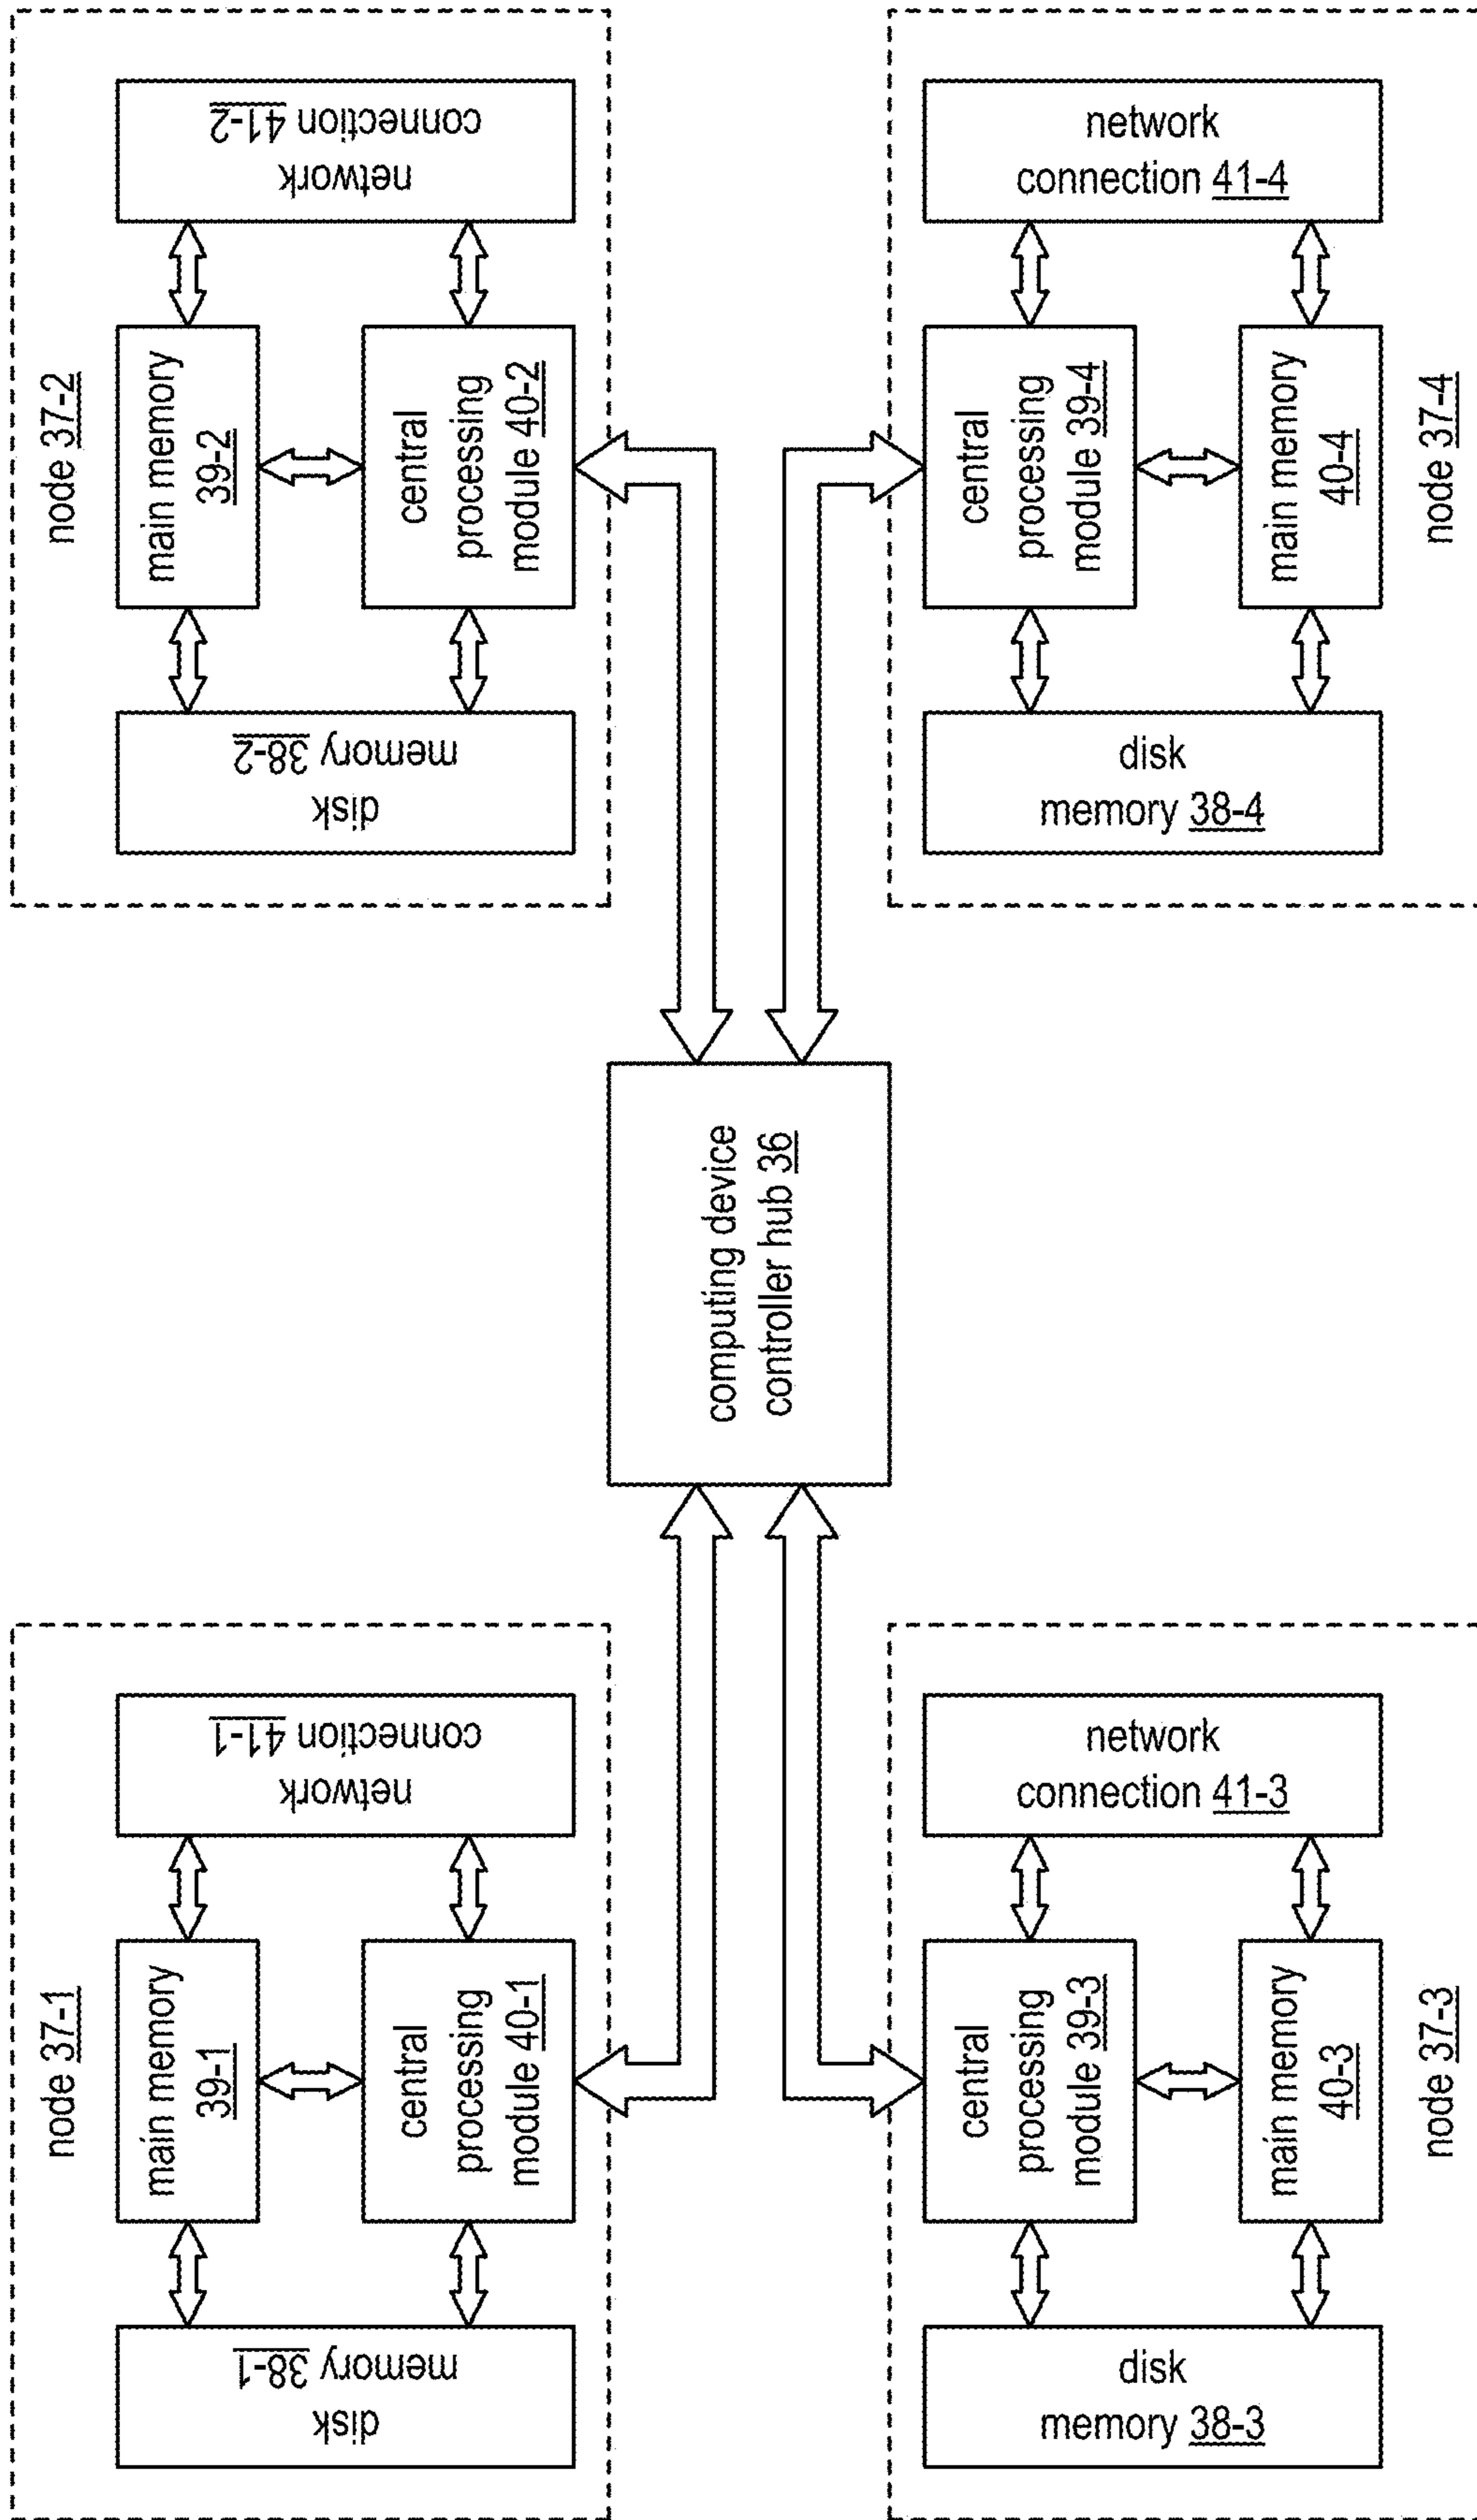 node 37-1
main memory
39-1
central
processing
module 40-1
disk
memory 38-1
network
connection 41-1
node 37-2
main memory
39-2
central
processing
module 40-2
disk
memory 38-2
network
connection 41-2
computing device
controller hub 36
disk
memory 38-3
central
processing
module 39-3
main memory
40-3
network
connection 41-3
node 37-3
disk
memory 38-4
central
processing
module 39-4
main memory
40-4
network
connection 41-4
node 37-4